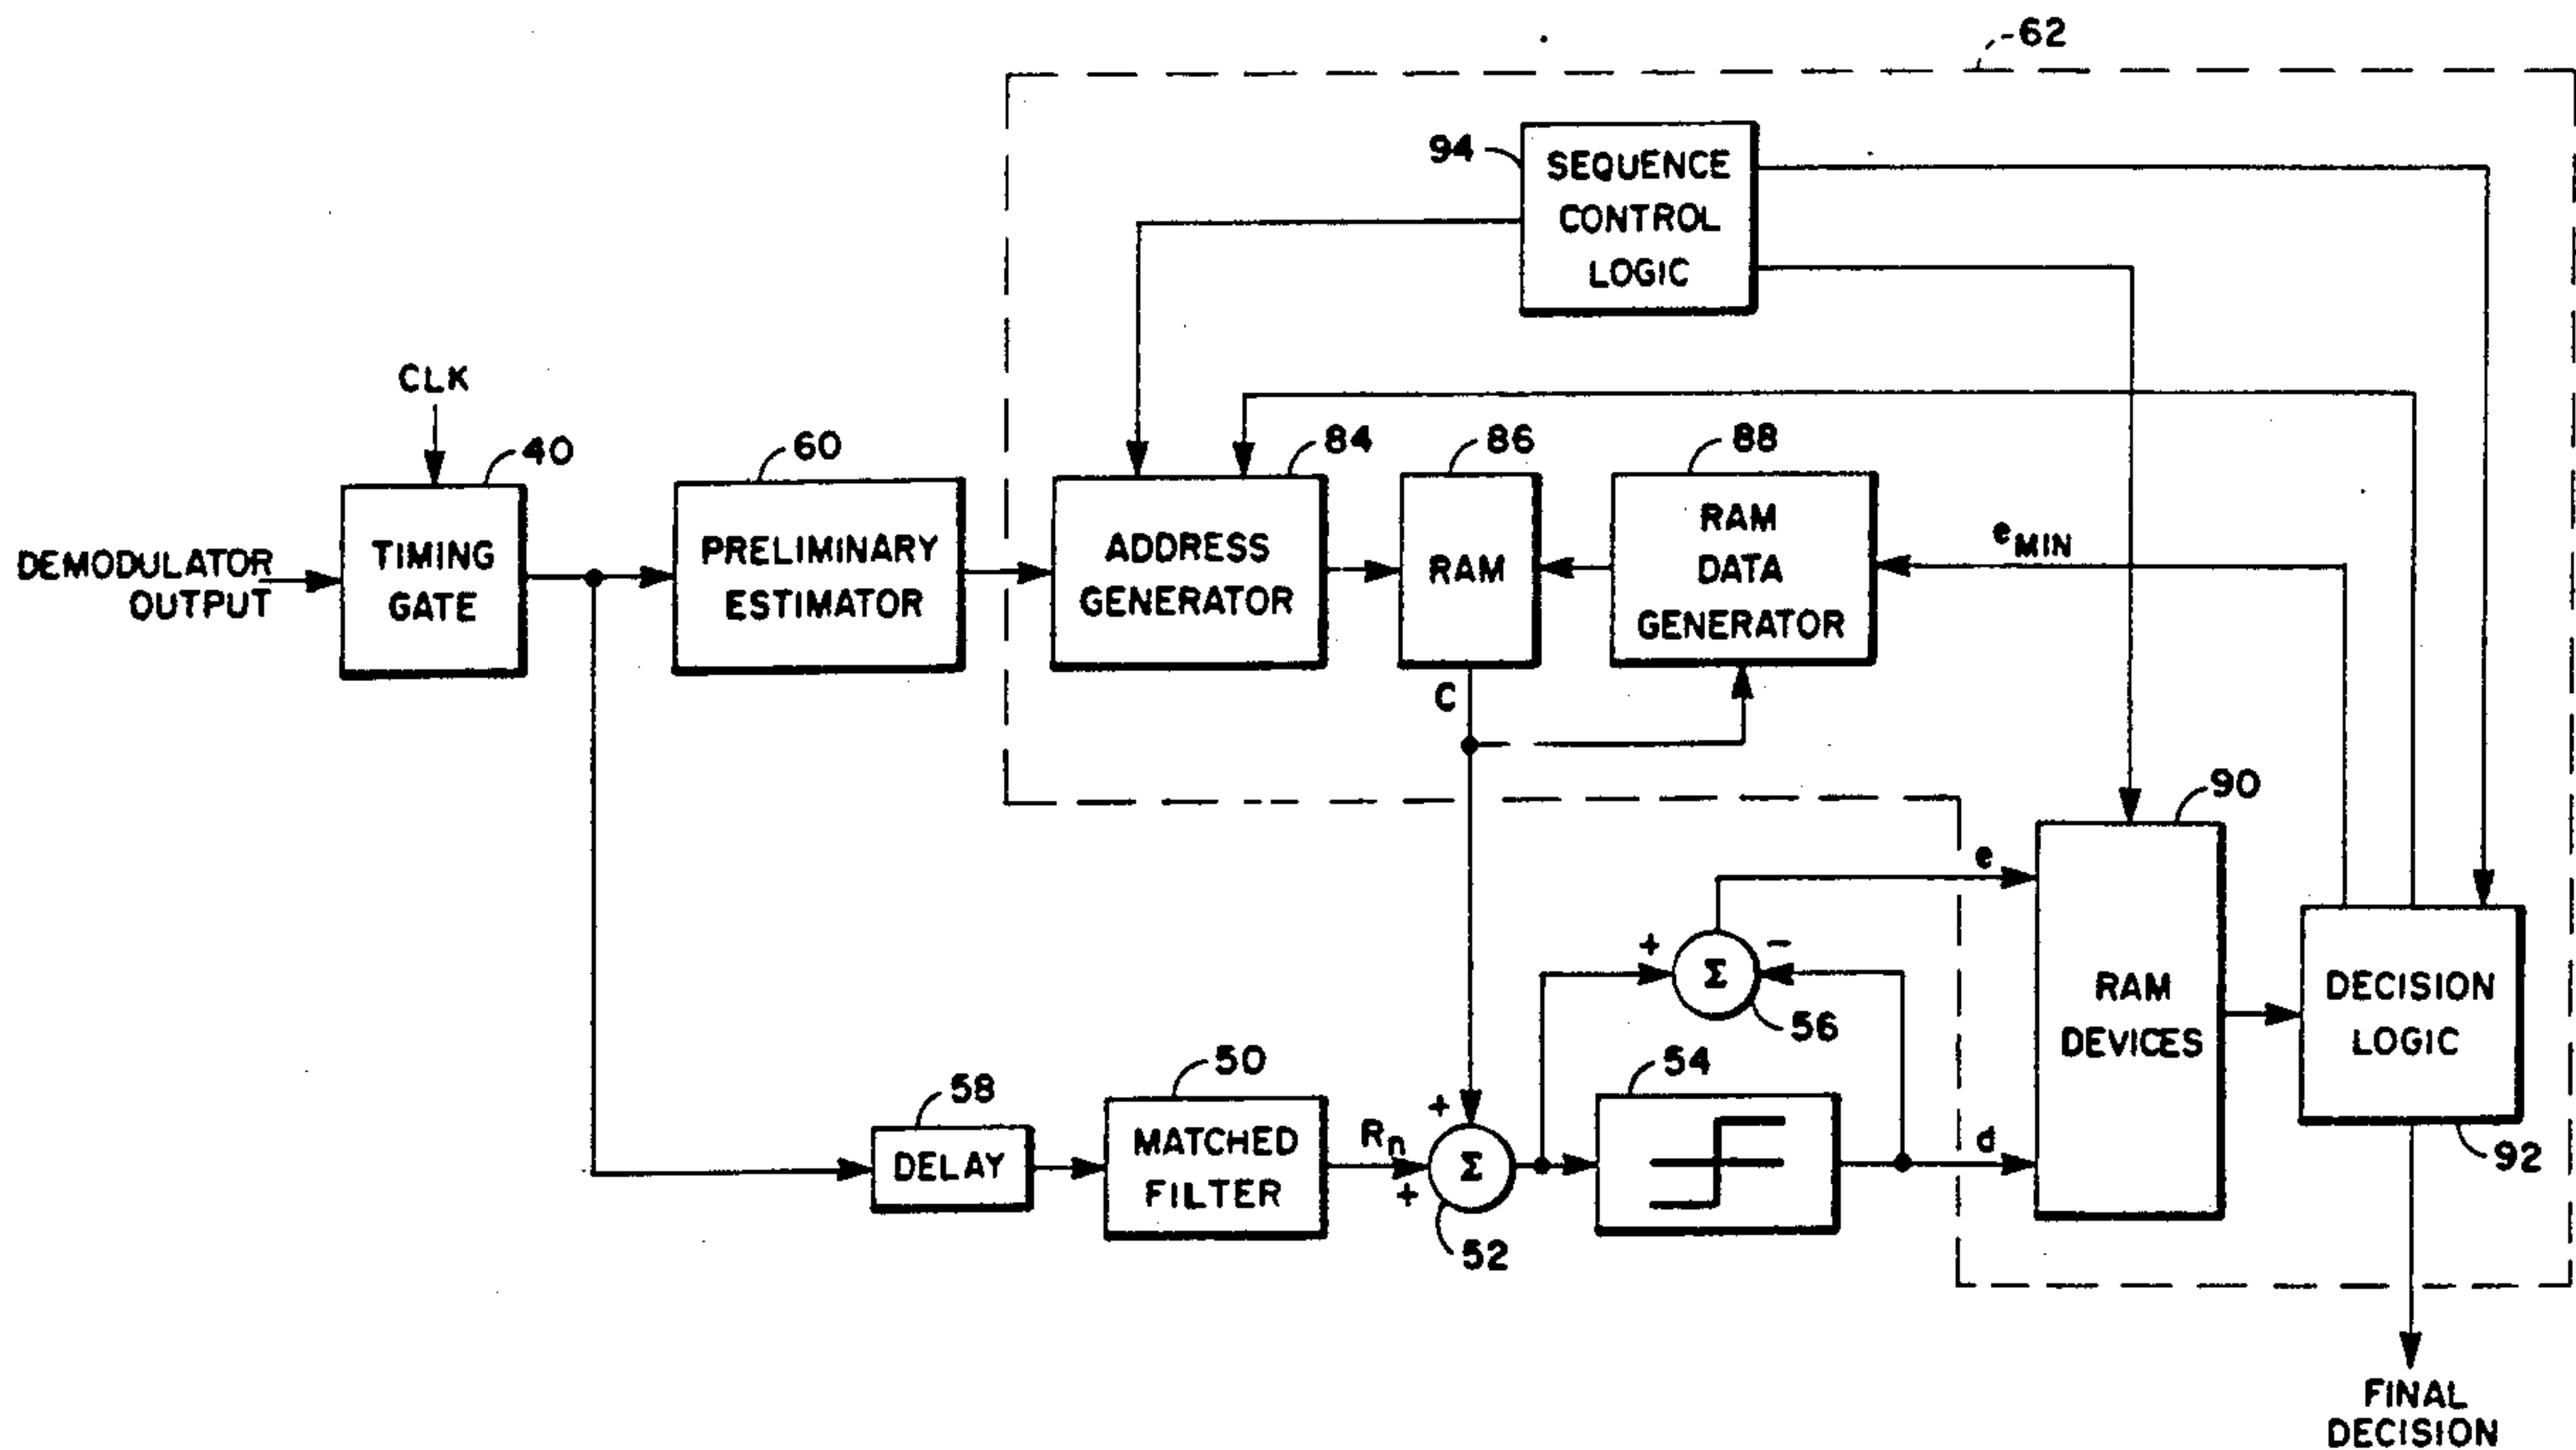 62
94
SEQUENCE
CONTROL
LOGIC
CLK
40
60
84
86
88
DEMODULATOR
OUTPUT
TIMING
GATE
PRELIMINARY
ESTIMATOR
ADDRESS
GENERATOR
RAM
RAM
DATA
GENERATOR
eMIN
C
90
e
+
-
Σ
56
RAM
DEVICES
DECISION
LOGIC
92
58
DELAY
50
MATCHED
FILTER
Rn
+
+
Σ
52
54
d
FINAL
DECISION